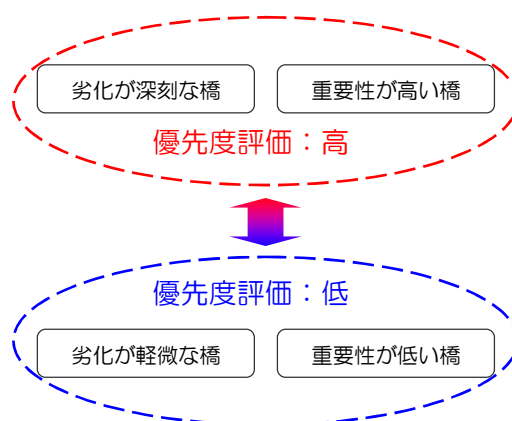 劣化が深刻な橋
重要性が高い橋
優先度評価：高
優先度評価：低
劣化が軽微な橋
重要性が低い橋